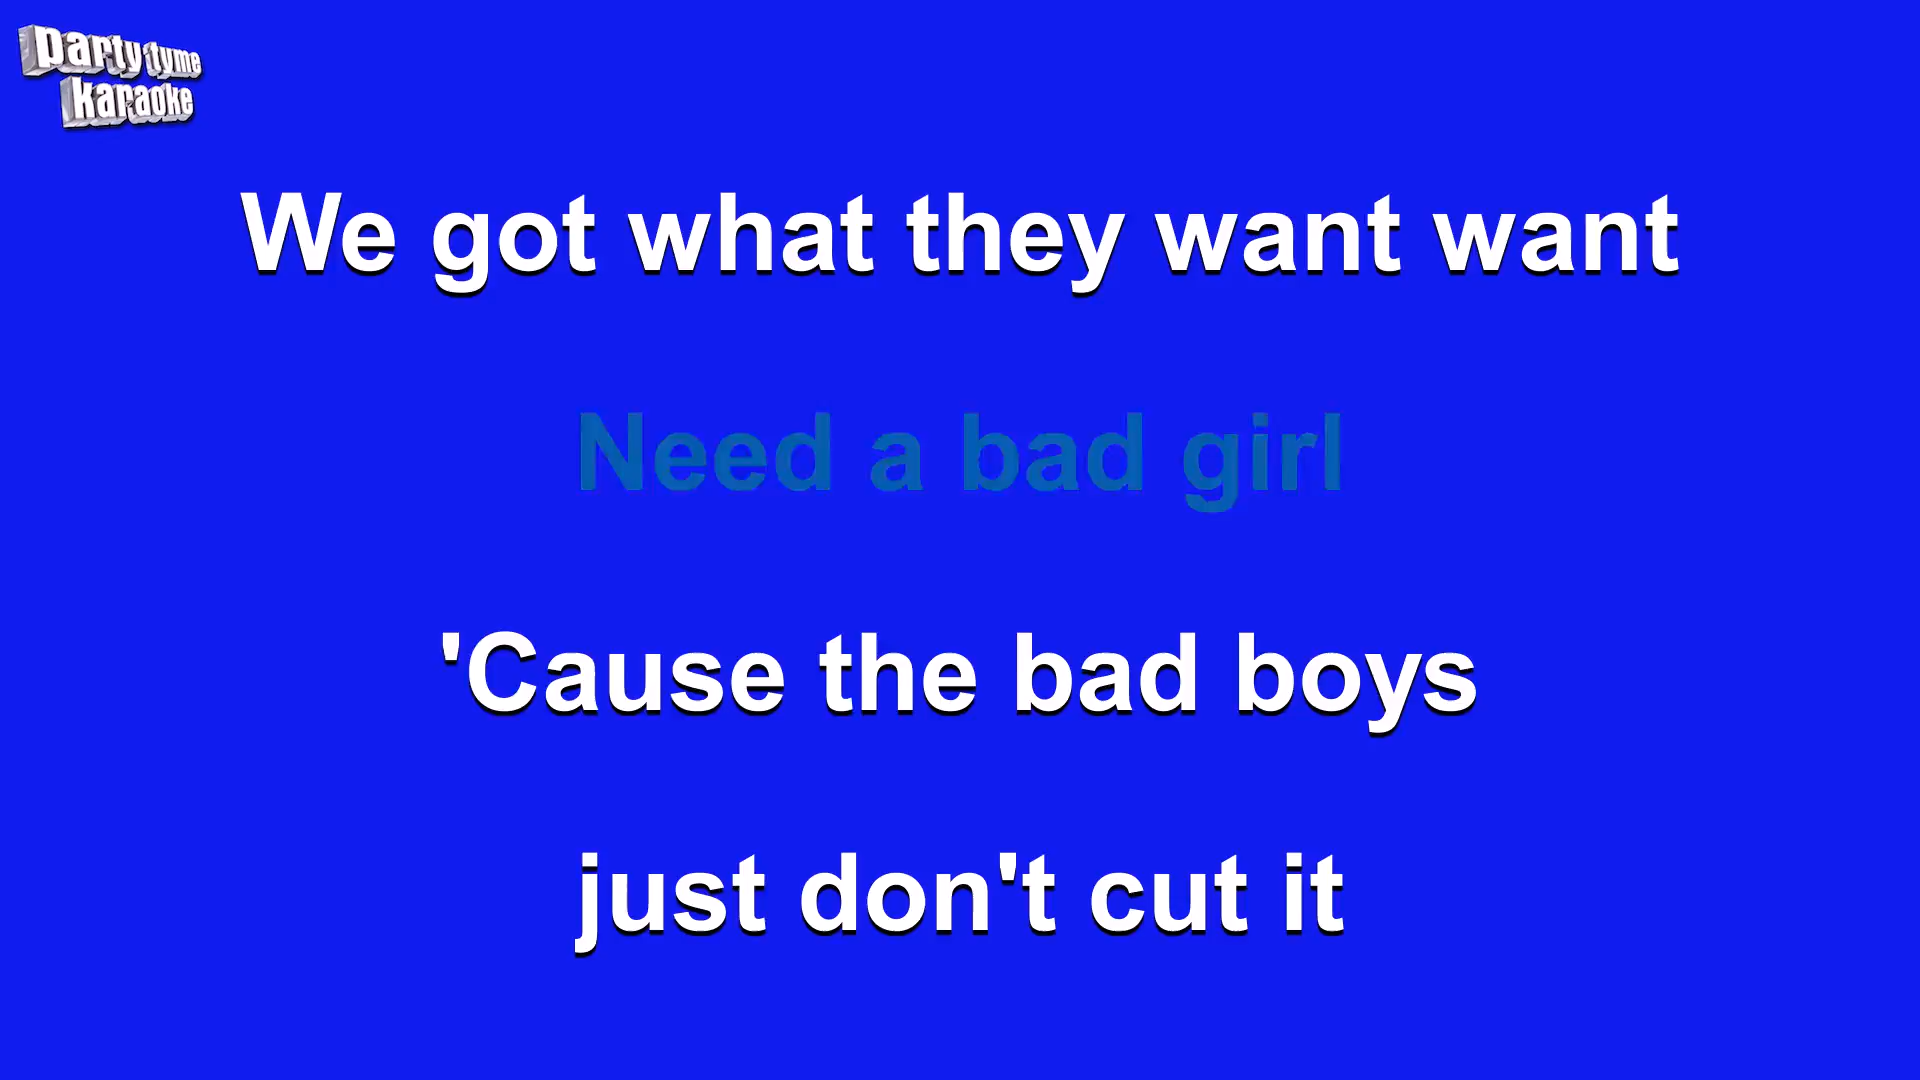 party tyme
karaoke
We got what they want want
Need a bad girl
'Cause the bad boys
just don't cut it